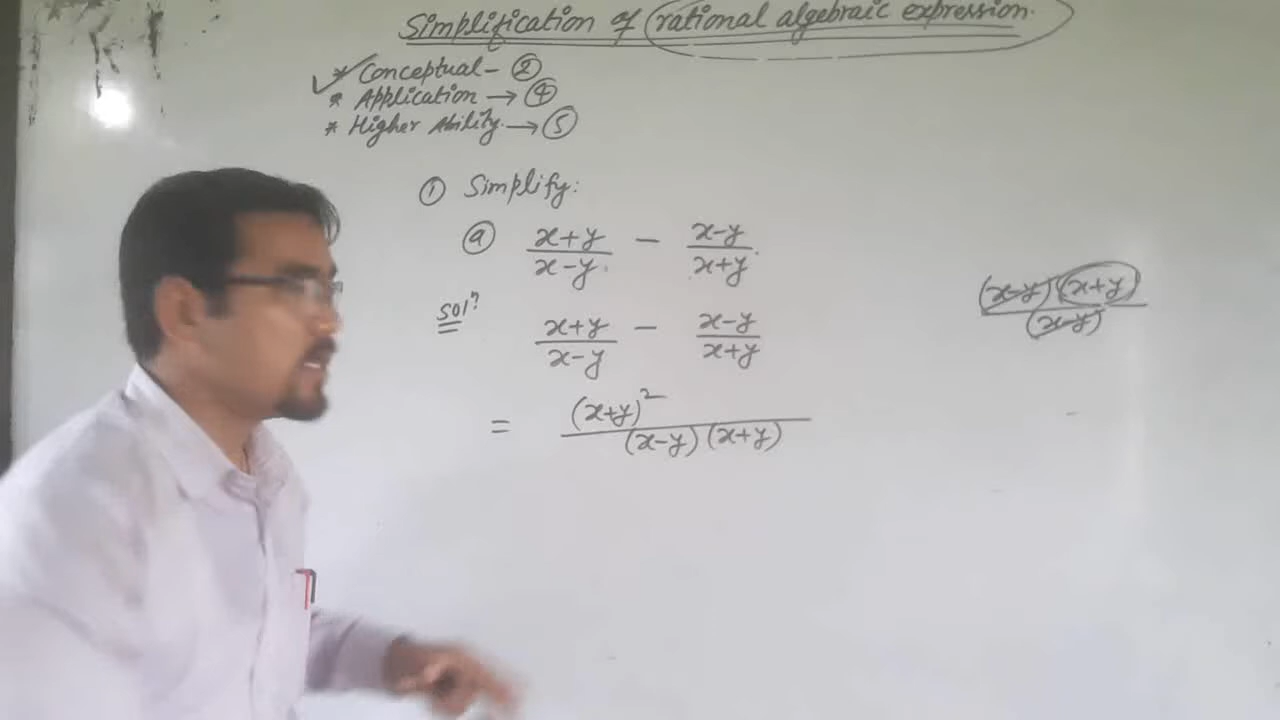 Simplification of rational algebraic expression.
* Conceptual - ②
* Application → ④
* Higher Ability. → ⑤
① Simplify:
ⓐ (x+y)/(x-y) - (x-y)/(x+y)
Solⁿ (x+y)/(x-y) - (x-y)/(x+y)
= (x+y)²/((x-y)(x+y))
(x-y)(x+y)/(x-y)